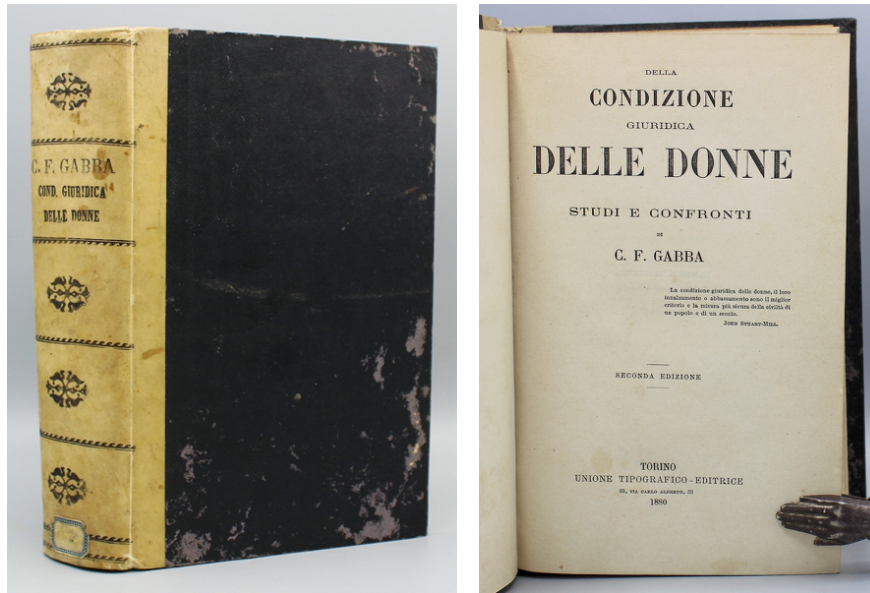 C. F. GABBA
COND. GIURIDICA
DELLE DONNE
DELLA
CONDIZIONE
GIURIDICA
DELLE DONNE
STUDI E CONFRONTI
DI
C. F. GABBA
La condizione giuridica delle donne, il loro
innalzamento o abbassamento sono il miglior
criterio e la misura più sicura della civiltà di
un popolo e di un secolo.
JOHN STUART-MILL.
SECONDA EDIZIONE
TORINO
UNIONE TIPOGRAFICO-EDITRICE
33, VIA CARLO ALBERTO, 33
1880